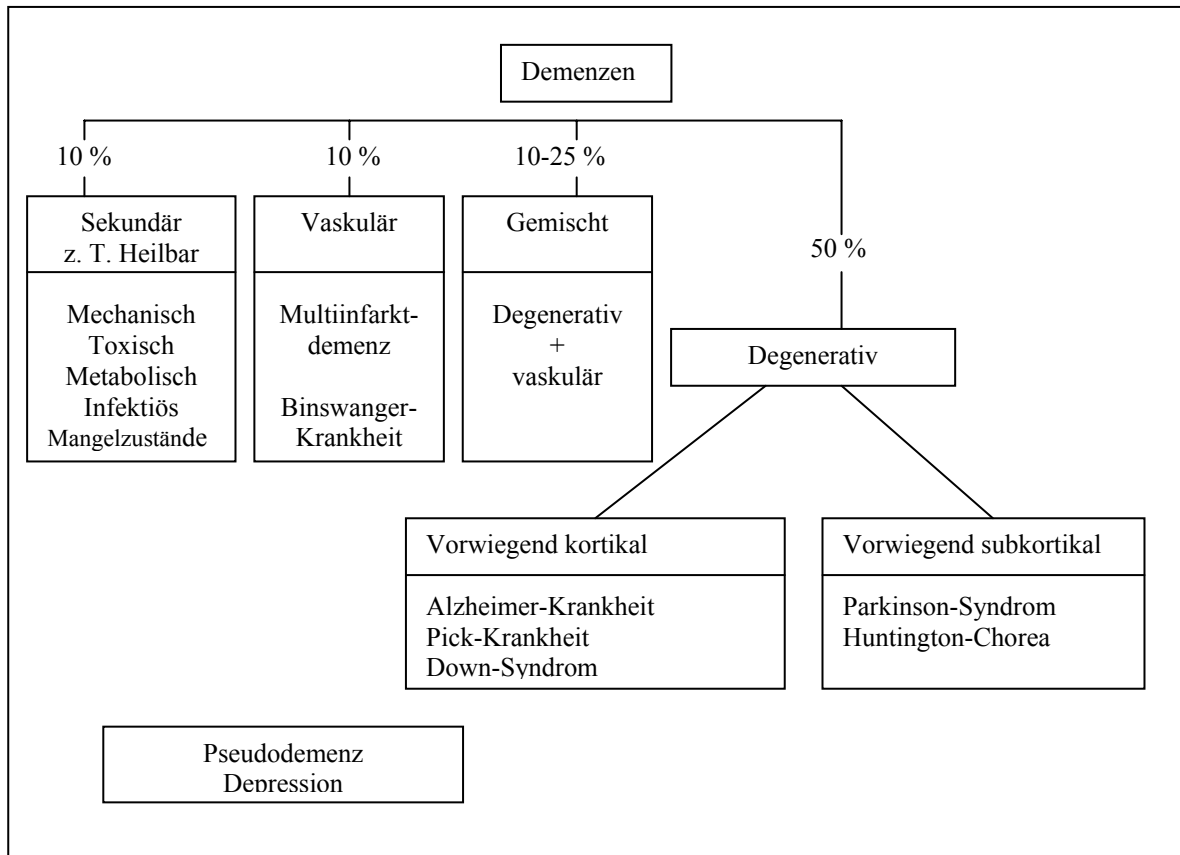 Demenzen
10 %
10 %
10-25 %
50 %
Sekundär
z. T. Heilbar
Mechanisch
Toxisch
Metabolisch
Infektiös
Mangelzustände
Vaskulär
Multiinfarkt-
demenz
Binswanger-
Krankheit
Gemischt
Degenerativ
+
vaskulär
Degenerativ
Vorwiegend kortikal
Alzheimer-Krankheit
Pick-Krankheit
Down-Syndrom
Vorwiegend subkortikal
Parkinson-Syndrom
Huntington-Chorea
Pseudodemenz
Depression